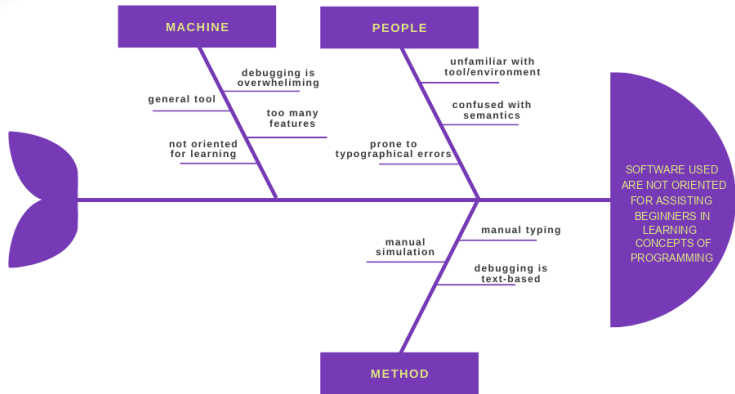 MACHINE
PEOPLE
debugging is
overwheliming
general tool
too many
features
not oriented
for learning
unfamiliar with
tool/environment
confused with
semantics
prone to
typographical errors
SOFTWARE USED
ARE NOT ORIENTED
FOR ASSISTING
BEGINNERS IN
LEARNING
CONCEPTS OF
PROGRAMMING
manual typing
manual
simulation
debugging is
text-based
METHOD